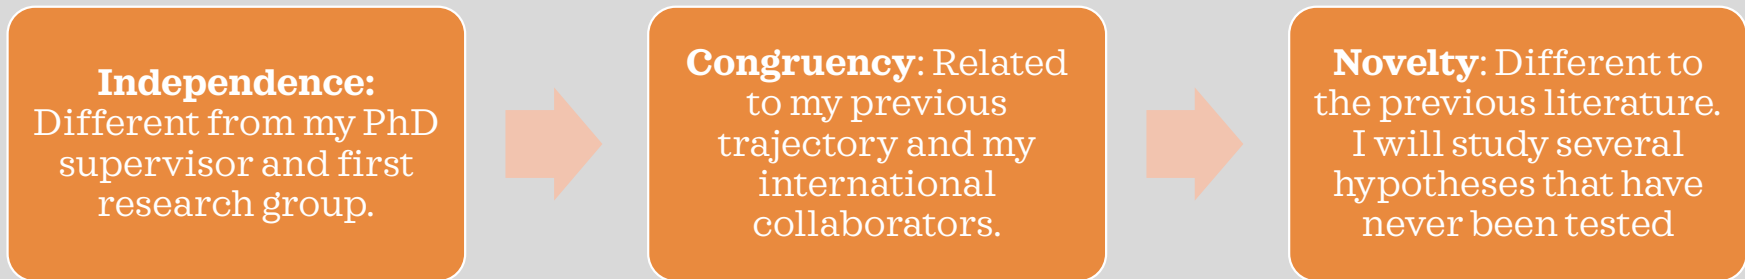 Independence:
Different from my PhD
supervisor and first
research group.
Congruency: Related
to my previous
trajectory and my
international
collaborators.
Novelty: Different to
the previous literature.
I will study several
hypotheses that have
never been tested